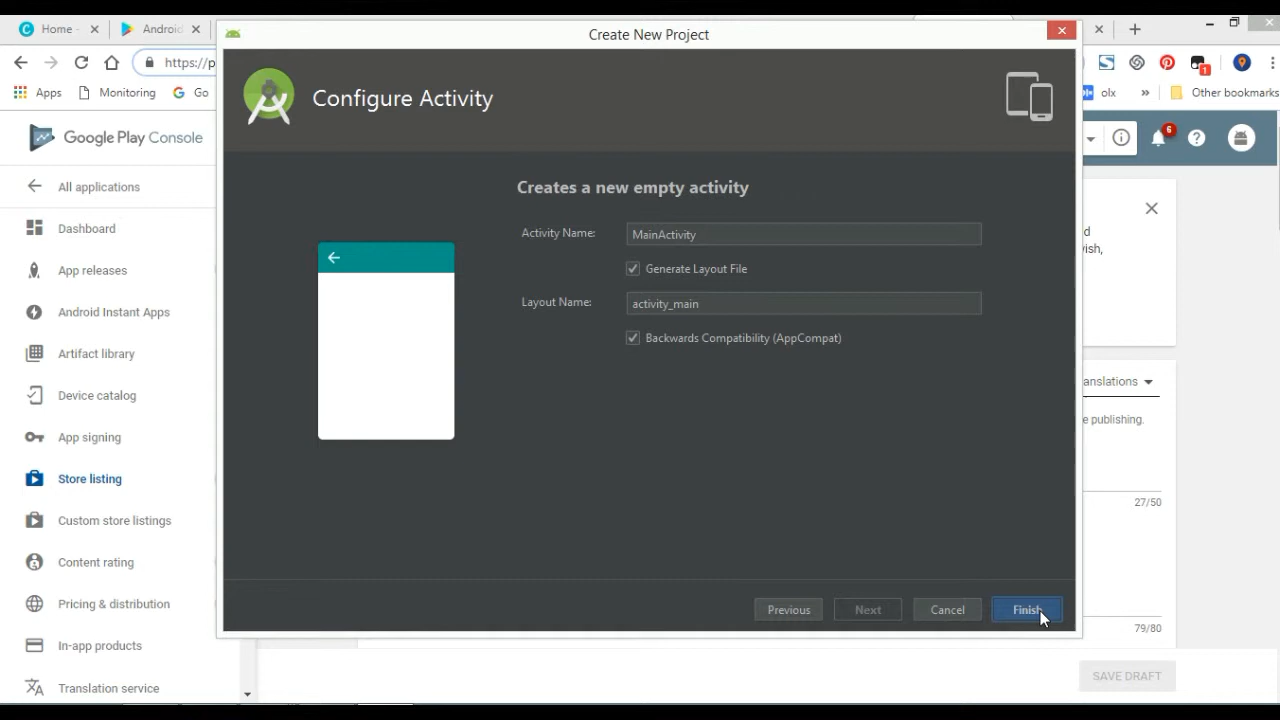 Home -
Android
Create New Project
https://p
Apps
Monitoring
Go
1
olx
»
Other bookmarks
Configure Activity
Google Play Console
6
All applications
Creates a new empty activity
Dashboard
Activity Name:
MainActivity
d
vish,
App releases
Generate Layout File
Android Instant Apps
Layout Name:
activity_main
Backwards Compatibility (AppCompat)
Artifact library
Device catalog
anslations
e publishing.
App signing
Store listing
27/50
Custom store listings
Content rating
Pricing & distribution
Previous
Next
Cancel
Finish
79/80
In-app products
SAVE DRAFT
Translation service